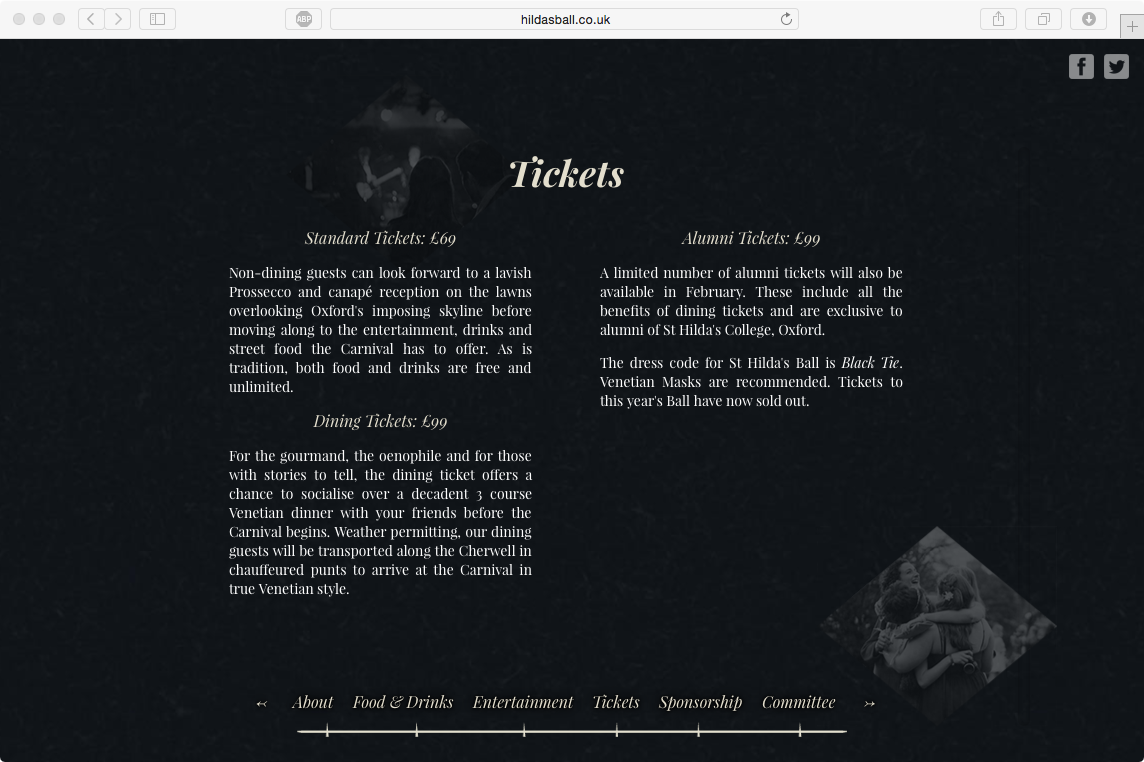 ABP
hildasball.co.uk
Tickets
Standard Tickets: £69
Non-dining guests can look forward to a lavish
Prossecco and canapé reception on the lawns
overlooking Oxford's imposing skyline before
moving along to the entertainment, drinks and
street food the Carnival has to offer. As is
tradition, both food and drinks are free and
unlimited.
Dining Tickets: £99
For the gourmand, the oenophile and for those
with stories to tell, the dining ticket offers a
chance to socialise over a decadent 3 course
Venetian dinner with your friends before the
Carnival begins. Weather permitting, our dining
guests will be transported along the Cherwell in
chauffeured punts to arrive at the Carnival in
true Venetian style.
Alumni Tickets: £99
A limited number of alumni tickets will also be
available in February. These include all the
benefits of dining tickets and are exclusive to
alumni of St Hilda's College, Oxford.
The dress code for St Hilda's Ball is Black Tie.
Venetian Masks are recommended. Tickets to
this year's Ball have now sold out.
About Food & Drinks Entertainment Tickets Sponsorship Committee